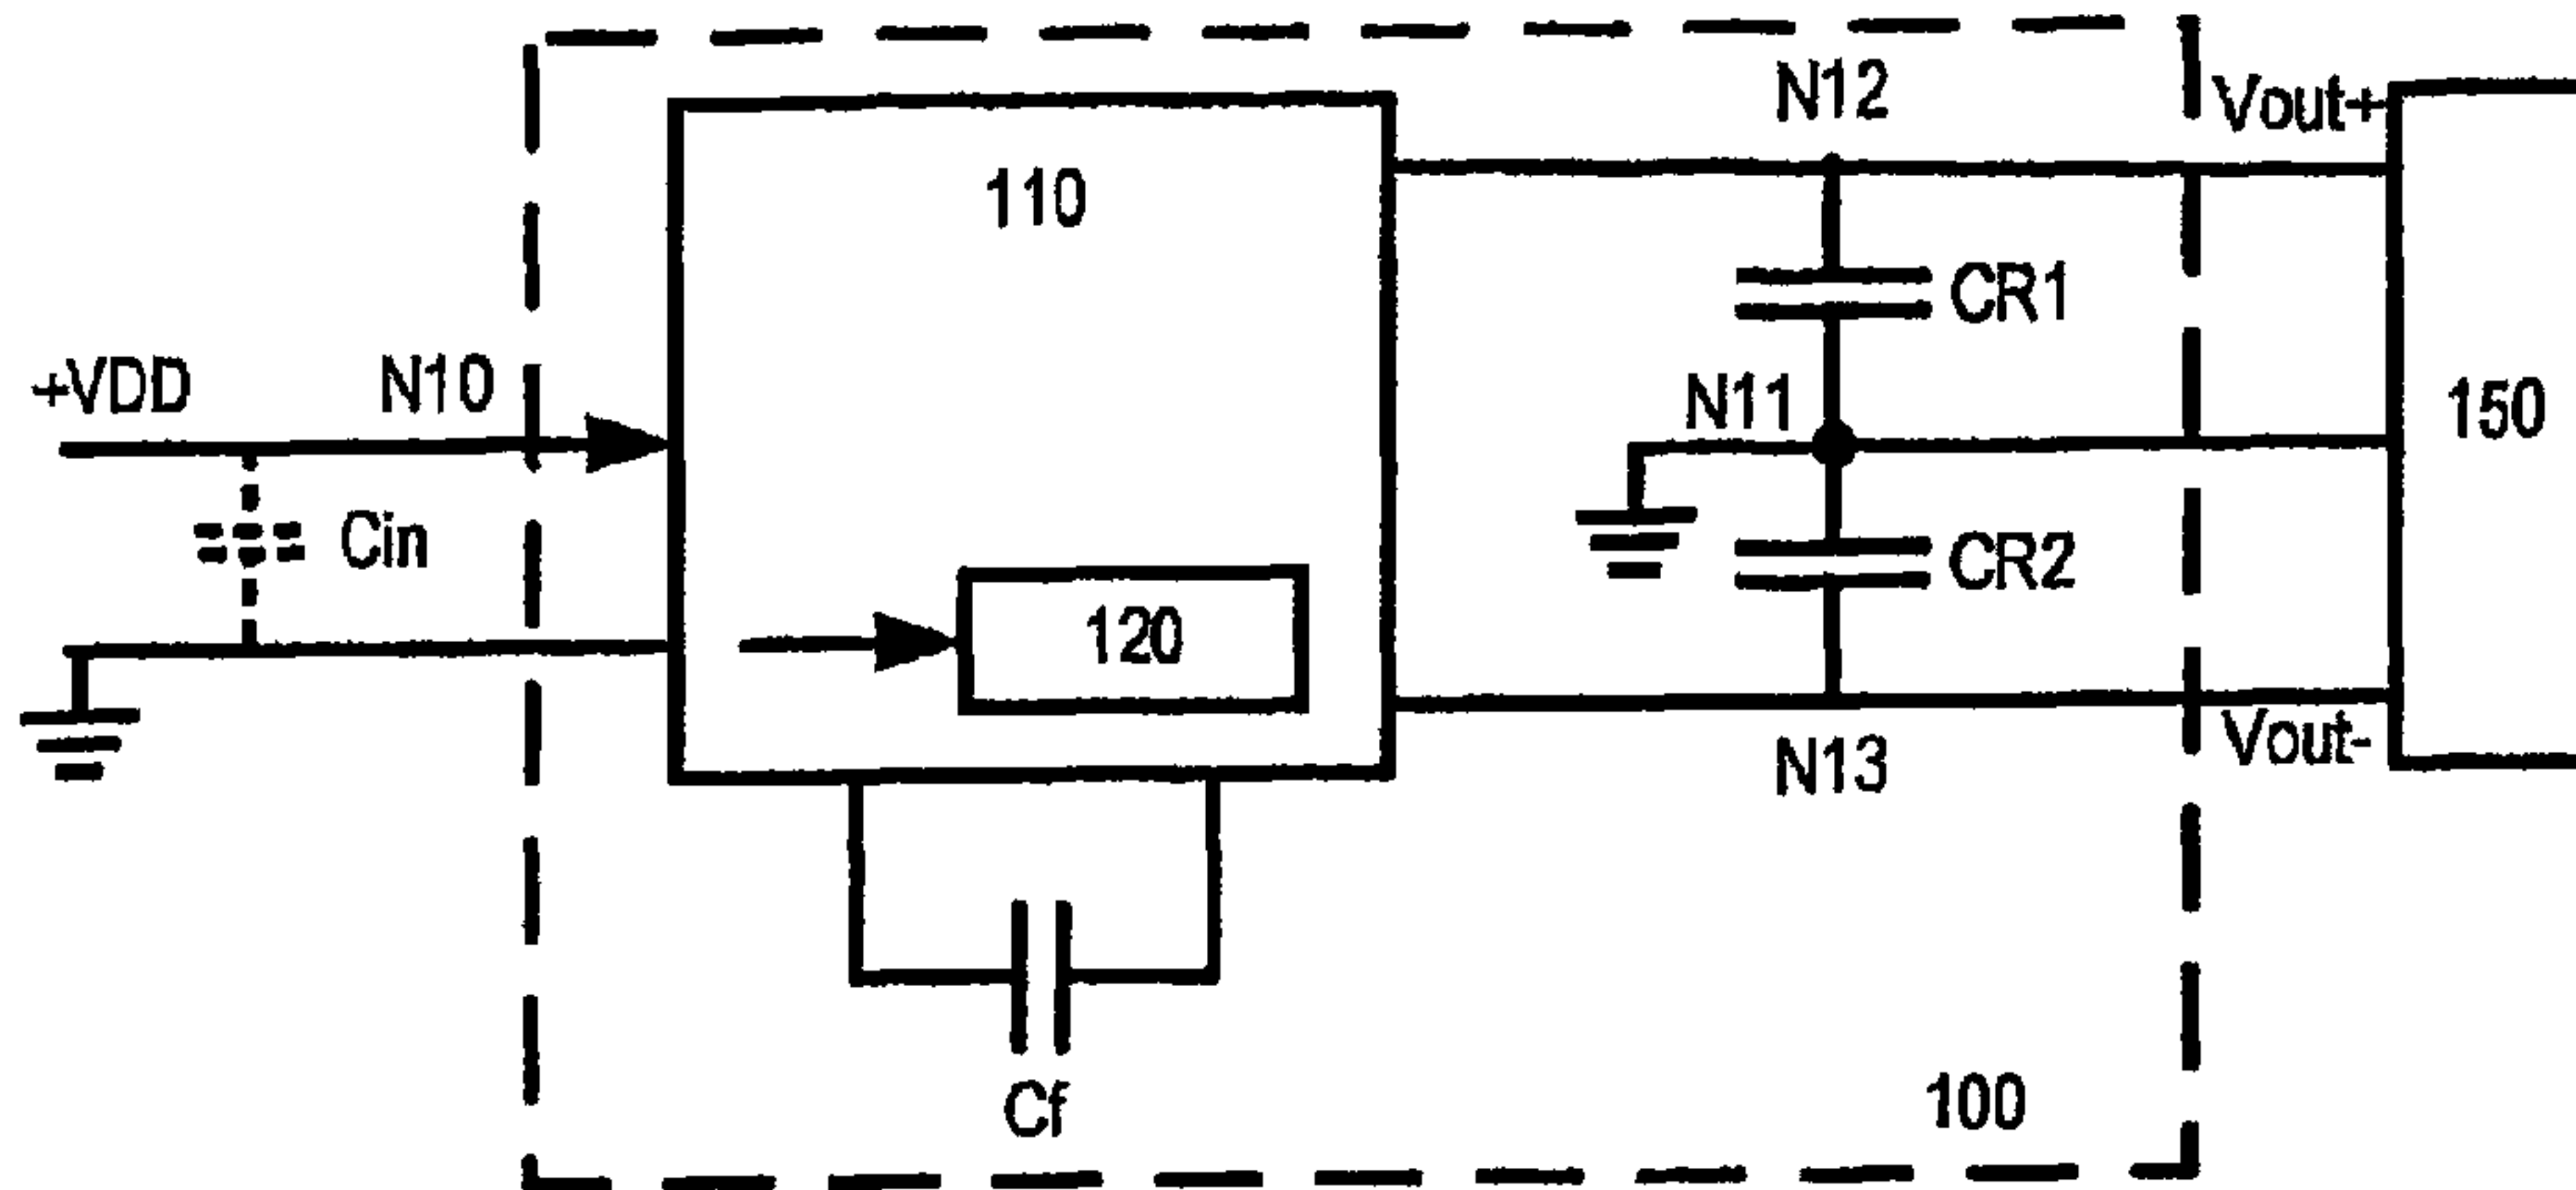 N12
Vout+
110
CR1
+VDD
N10
N11
150
Cin
CR2
120
N13
Vout-
Cf
100